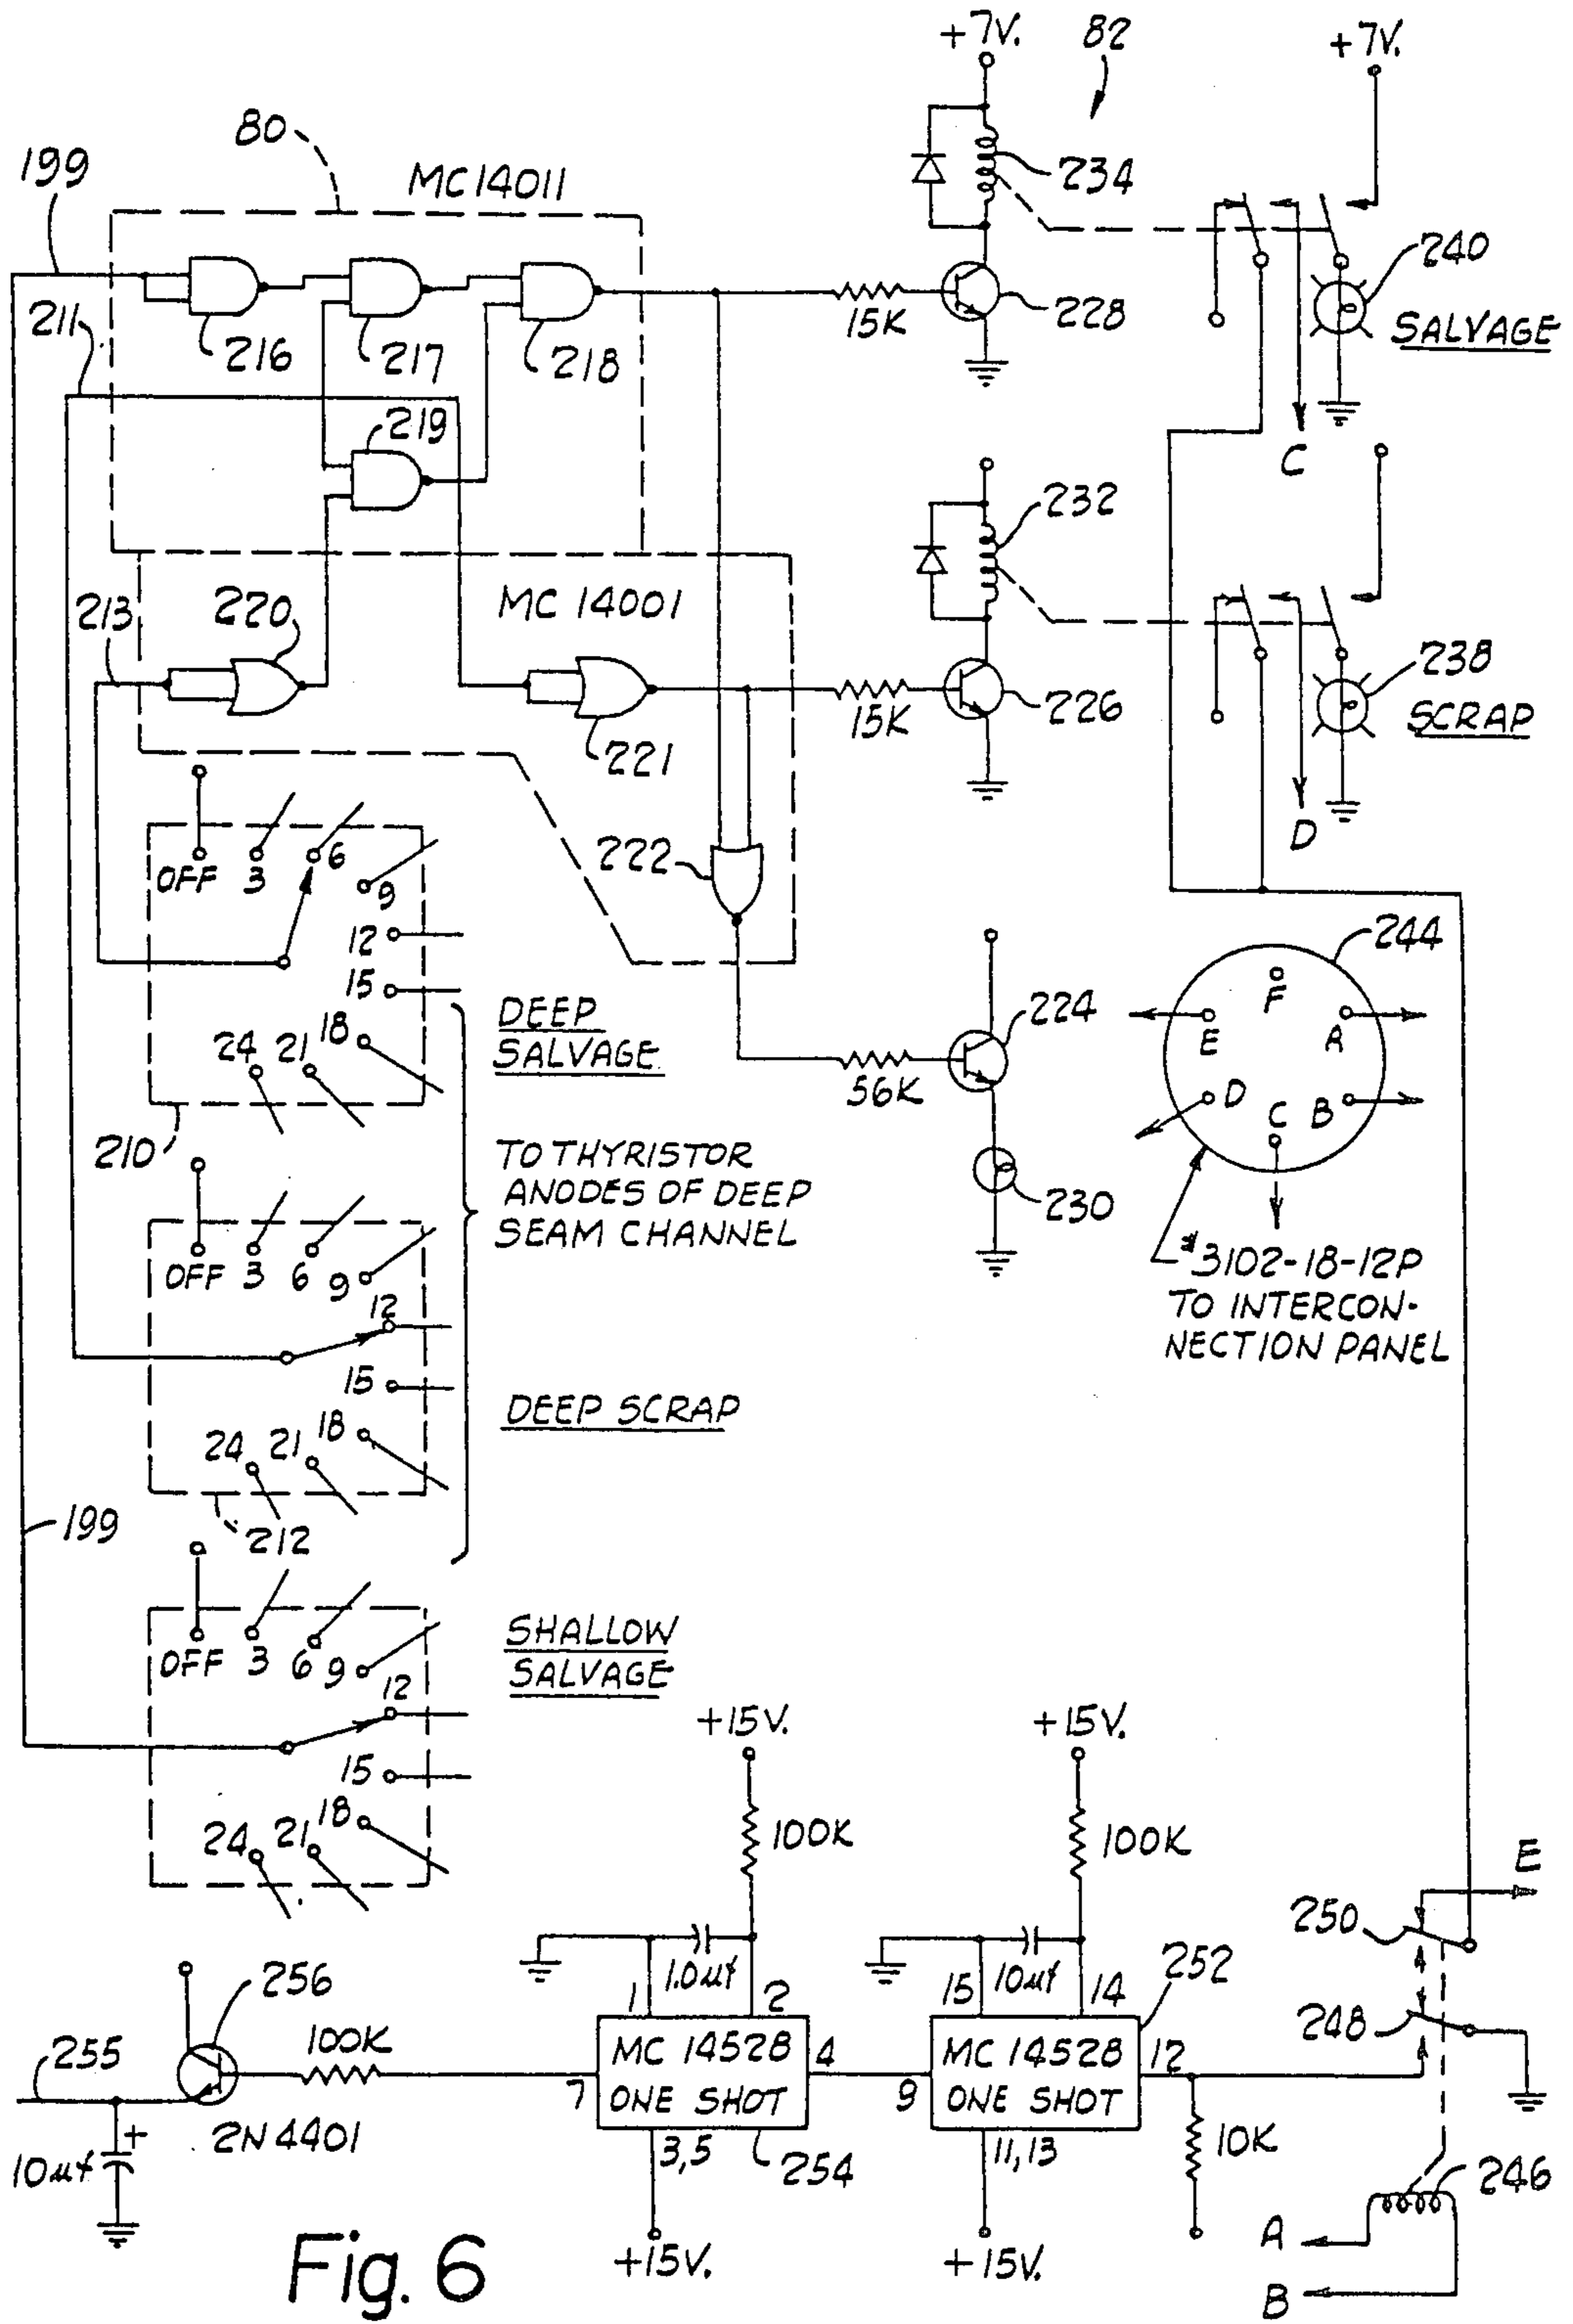 +7V.
82
+7V.
80
199
MC14011
234
240
SALVAGE
211
216
217
218
15K
228
219
C
232
213
220
MC 14001
238
SCRAP
221
15K
226
D
222
OFF 3 6 9
12
15
18
21
24
210
DEEP
SALVAGE
244
F
E
A
D
C
B
224
56K
230
TO THYRISTOR
ANODES OF DEEP
SEAM CHANNEL
#3102-18-12P
TO INTERCON-
NECTION PANEL
OFF 3 6 9
12
15
18
21
24
212
DEEP SCRAP
199
OFF 3 6 9
12
15
18
21
24
SHALLOW
SALVAGE
+15V.
+15V.
100K
100K
E
250
1.0μf
10μf
252
1
2
15
14
248
256
255
100K
2N4401
10μf
+
7
MC 14528
ONE SHOT
4
3,5
254
+15V.
9
MC 14528
ONE SHOT
12
11,13
+15V.
10K
246
A
B
Fig. 6